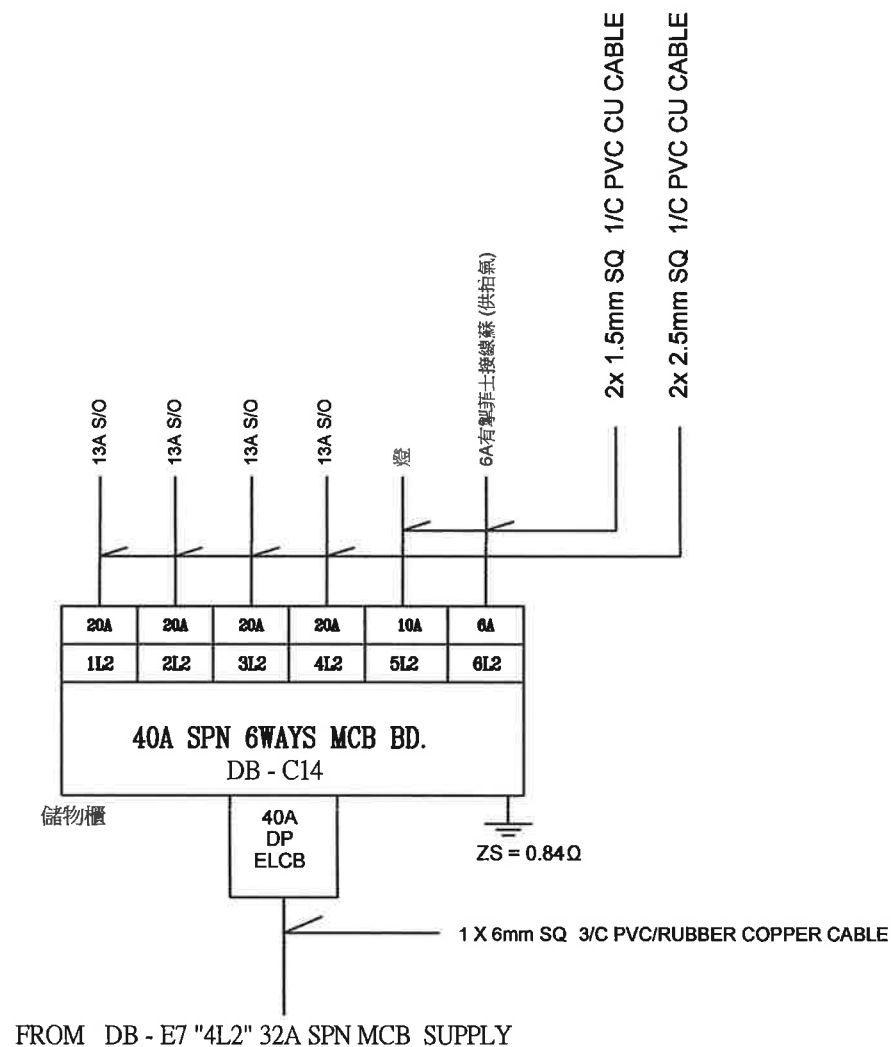 2x 1.5mm SQ 1/C PVC CU CABLE
2x 2.5mm SQ 1/C PVC CU CABLE
13A S/O
13A S/O
13A S/O
13A S/O
燈
6A有掣菲士接線蘇 (供抽氣)
20A
20A
20A
20A
10A
6A
1L2
2L2
3L2
4L2
5L2
6L2
40A SPN 6WAYS MCB BD.
DB - C14
儲物櫃
40A
DP
ELCB
ZS = 0.84Ω
1 X 6mm SQ 3/C PVC/RUBBER COPPER CABLE
FROM DB - E7 "4L2" 32A SPN MCB SUPPLY